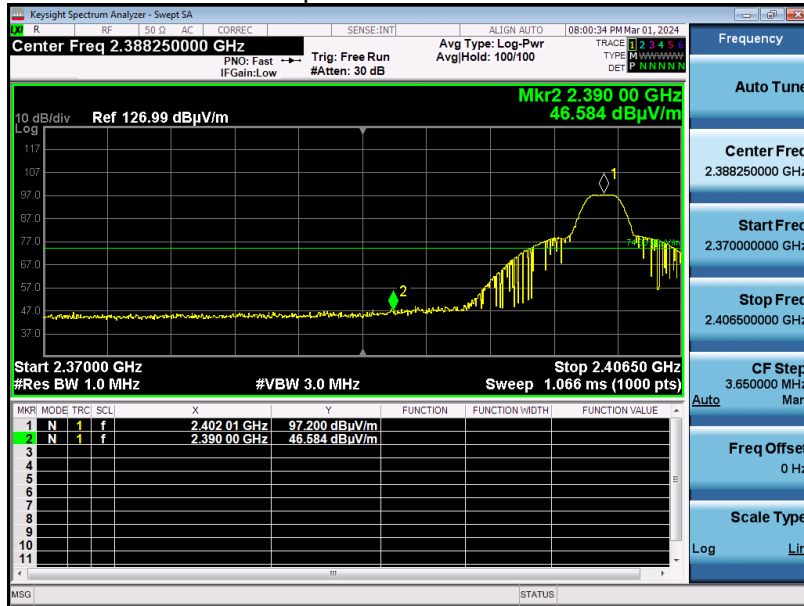 Keysight Spectrum Analyzer - Swept SA
LXI R RF 50 Ω AC CORREC SENSE:INT ALIGN AUTO 08:00:34 PM Mar 01, 2024
Center Freq 2.388250000 GHz
PNO: Fast
IFGain:Low
Trig: Free Run
#Atten: 30 dB
Avg Type: Log-Pwr
Avg|Hold: 100/100
TRACE 1 2 3 4 5 6
TYPE M WWWWW
DET P N N N N N
Mkr2 2.390 00 GHz
46.584 dBµV/m
10 dB/div Ref 126.99 dBµV/m
Log
117
107
97.0
87.0
77.0
67.0
57.0
47.0
37.0
1
2
Start 2.37000 GHz Stop 2.40650 GHz
#Res BW 1.0 MHz #VBW 3.0 MHz Sweep 1.066 ms (1000 pts)
MKR MODE TRC SCL X Y FUNCTION FUNCTION WIDTH FUNCTION VALUE
1 N 1 f 2.402 01 GHz 97.200 dBµV/m
2 N 1 f 2.390 00 GHz 46.584 dBµV/m
3
4
5
6
7
8
9
10
11
MSG STATUS
Frequency
Auto Tune
Center Freq
2.388250000 GHz
Start Freq
2.370000000 GHz
Stop Freq
2.406500000 GHz
CF Step
3.650000 MHz
Auto Man
Freq Offset
0 Hz
Scale Type
Log Lin